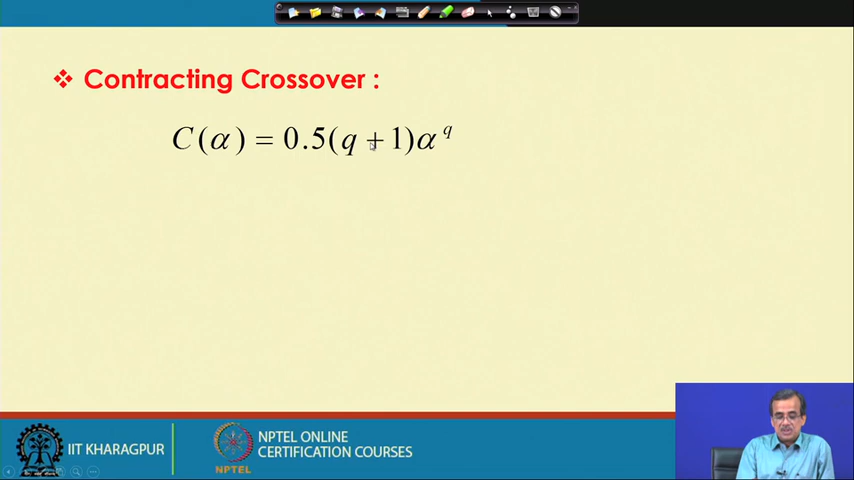 ❖ Contracting Crossover :
C(α) = 0.5(q + 1)α^q
IIT KHARAGPUR
NPTEL
NPTEL ONLINE
CERTIFICATION COURSES